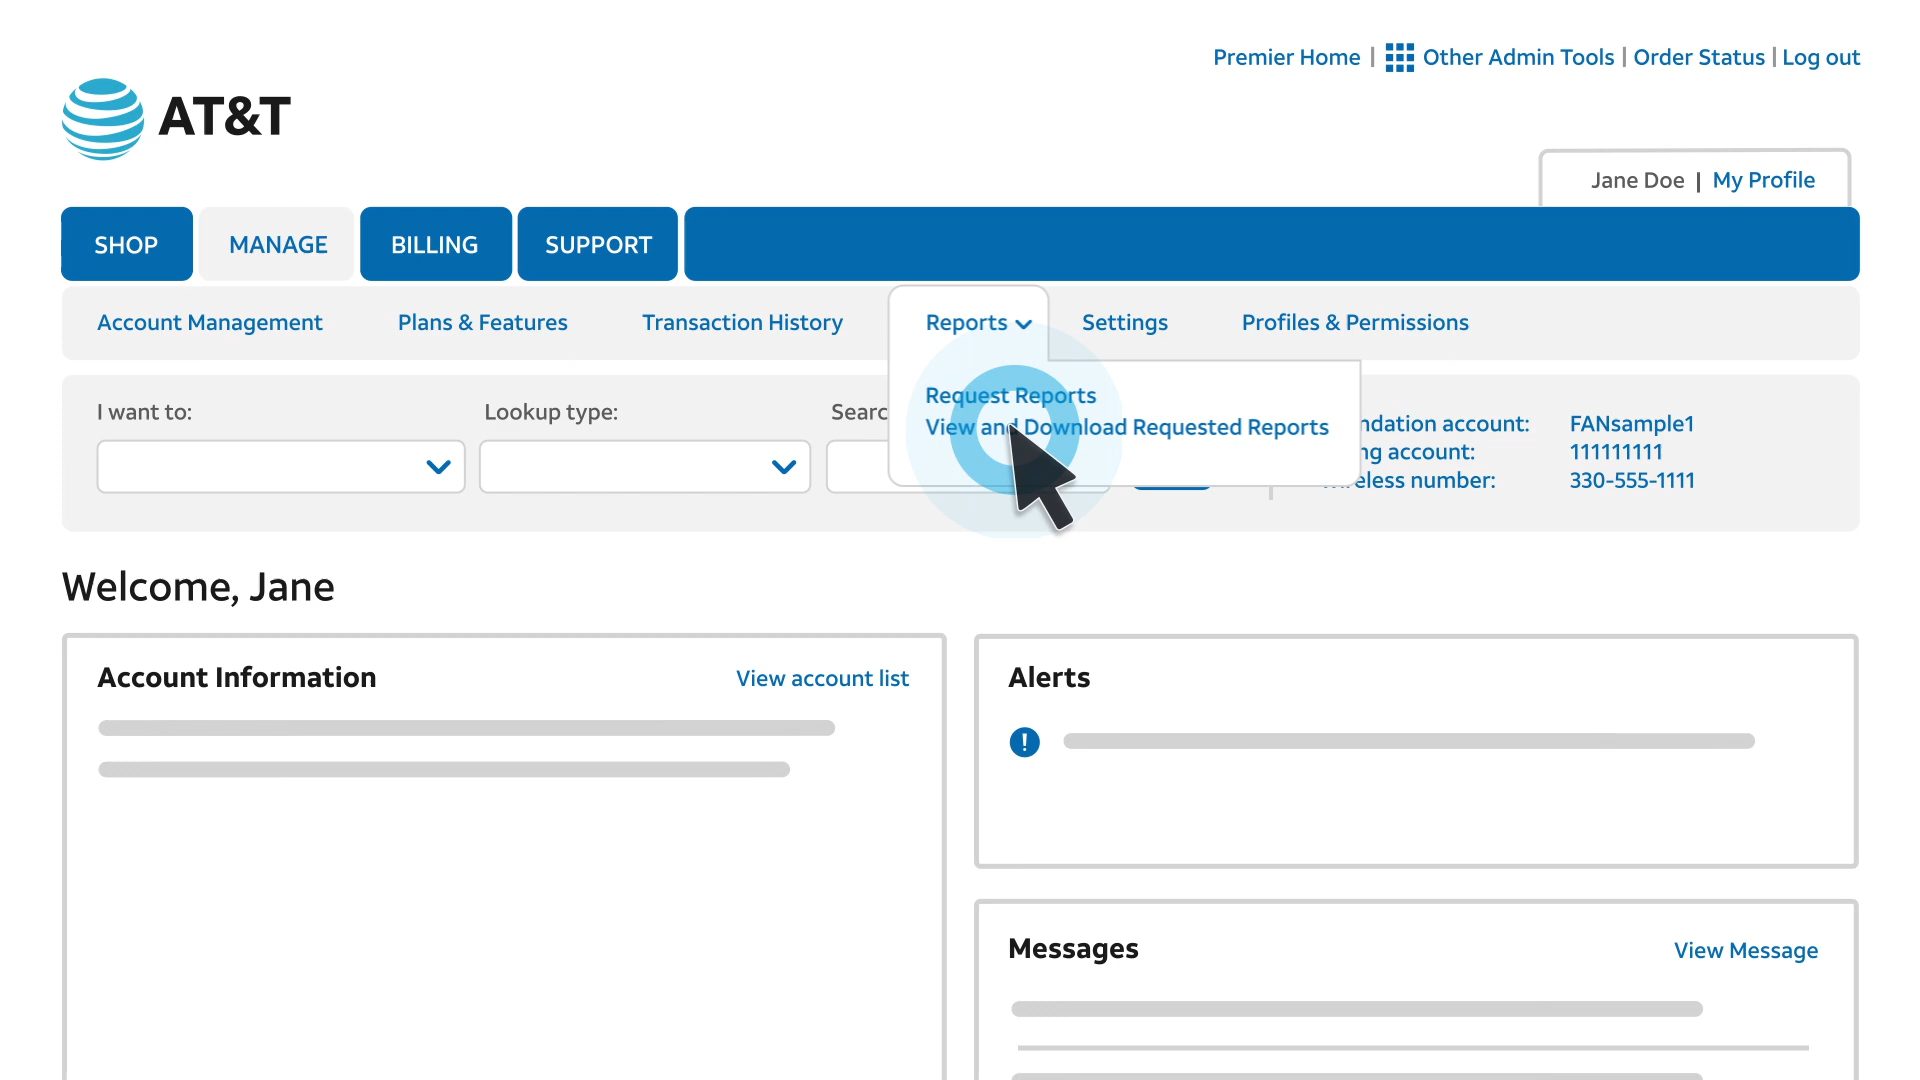 Premier Home | Other Admin Tools | Order Status | Log out
AT&T
Jane Doe | My Profile
SHOP MANAGE BILLING SUPPORT
Account Management Plans & Features Transaction History Reports Settings Profiles & Permissions
Request Reports
View and Download Requested Reports
I want to: Lookup type: Searc
ndation account: FANsample1
ng account: 111111111
eless number: 330-555-1111
Welcome, Jane
Account Information View account list
Alerts
!
Messages View Message